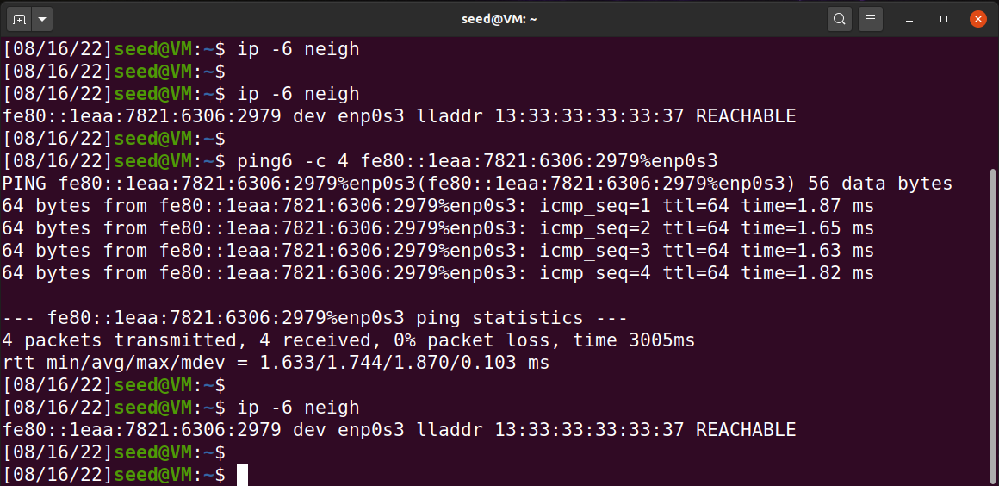 seed@VM: ~
[08/16/22]seed@VM:~$ ip -6 neigh
[08/16/22]seed@VM:~$
[08/16/22]seed@VM:~$ ip -6 neigh
fe80::1eaa:7821:6306:2979 dev enp0s3 lladdr 13:33:33:33:33:37 REACHABLE
[08/16/22]seed@VM:~$
[08/16/22]seed@VM:~$ ping6 -c 4 fe80::1eaa:7821:6306:2979%enp0s3
PING fe80::1eaa:7821:6306:2979%enp0s3(fe80::1eaa:7821:6306:2979%enp0s3) 56 data bytes
64 bytes from fe80::1eaa:7821:6306:2979%enp0s3: icmp_seq=1 ttl=64 time=1.87 ms
64 bytes from fe80::1eaa:7821:6306:2979%enp0s3: icmp_seq=2 ttl=64 time=1.65 ms
64 bytes from fe80::1eaa:7821:6306:2979%enp0s3: icmp_seq=3 ttl=64 time=1.63 ms
64 bytes from fe80::1eaa:7821:6306:2979%enp0s3: icmp_seq=4 ttl=64 time=1.82 ms
--- fe80::1eaa:7821:6306:2979%enp0s3 ping statistics ---
4 packets transmitted, 4 received, 0% packet loss, time 3005ms
rtt min/avg/max/mdev = 1.633/1.744/1.870/0.103 ms
[08/16/22]seed@VM:~$
[08/16/22]seed@VM:~$ ip -6 neigh
fe80::1eaa:7821:6306:2979 dev enp0s3 lladdr 13:33:33:33:33:37 REACHABLE
[08/16/22]seed@VM:~$
[08/16/22]seed@VM:~$